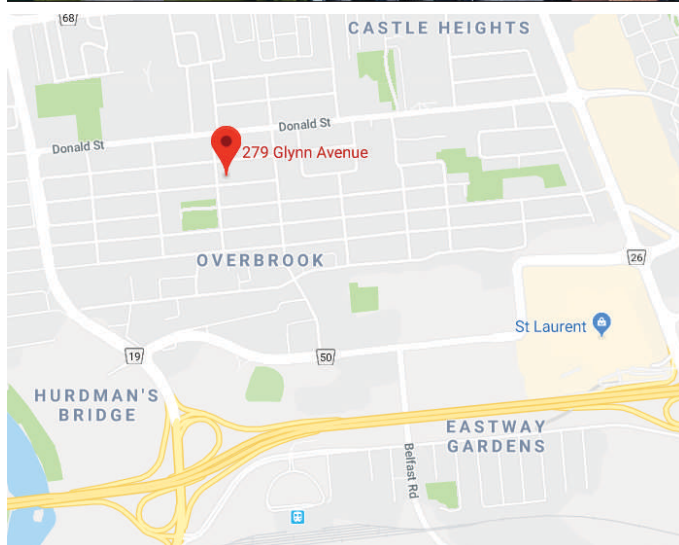 68
CASTLE HEIGHTS
Donald St
Donald St
279 Glynn Avenue
OVERBROOK
26
St Laurent
19
50
HURDMAN'S
BRIDGE
EASTWAY
GARDENS
Belfast Rd